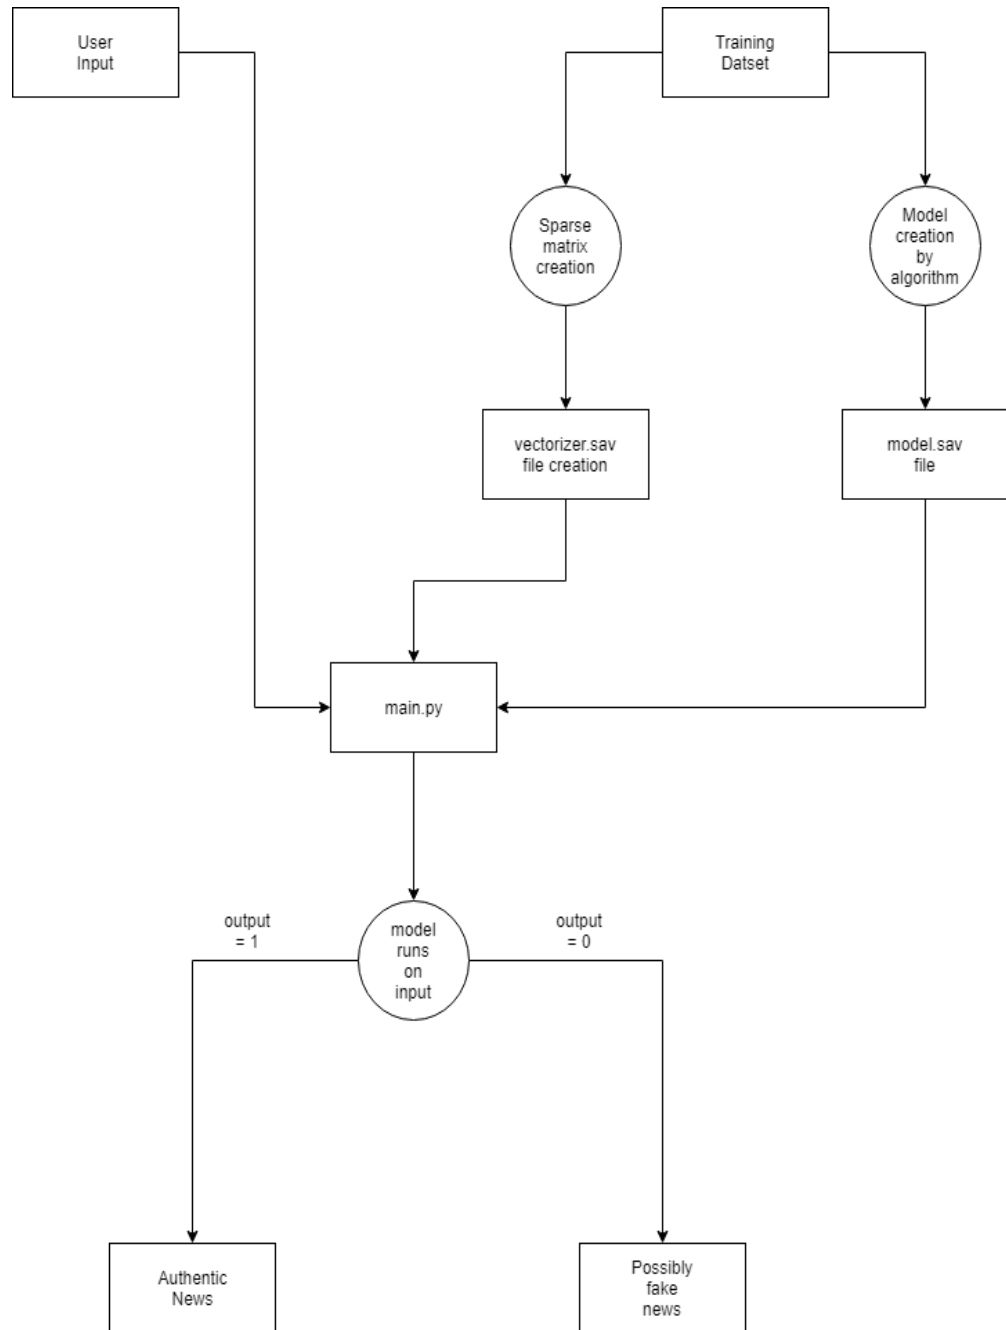 User
Input
Training
Datset
Sparse
matrix
creation
Model
creation
by
algorithm
vectorizer.sav
file creation
model.sav
file
main.py
output
= 1
model
runs
on
input
output
= 0
Authentic
News
Possibly
fake
news